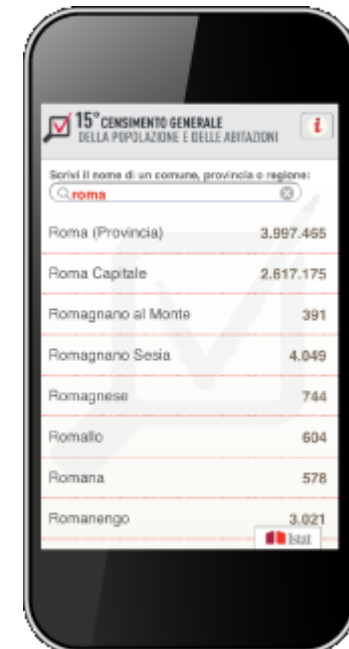 15° CENSIMENTO GENERALE
DELLA POPOLAZIONE E DELLE ABITAZIONI
i
Scrivi il nome di un comune, provincia o regione:
roma
Roma (Provincia) 3.997.465
Roma Capitale 2.617.175
Romagnano al Monte 391
Romagnano Sesia 4.049
Romagnese 744
Romallo 604
Romana 578
Romanengo 3.021
Istat